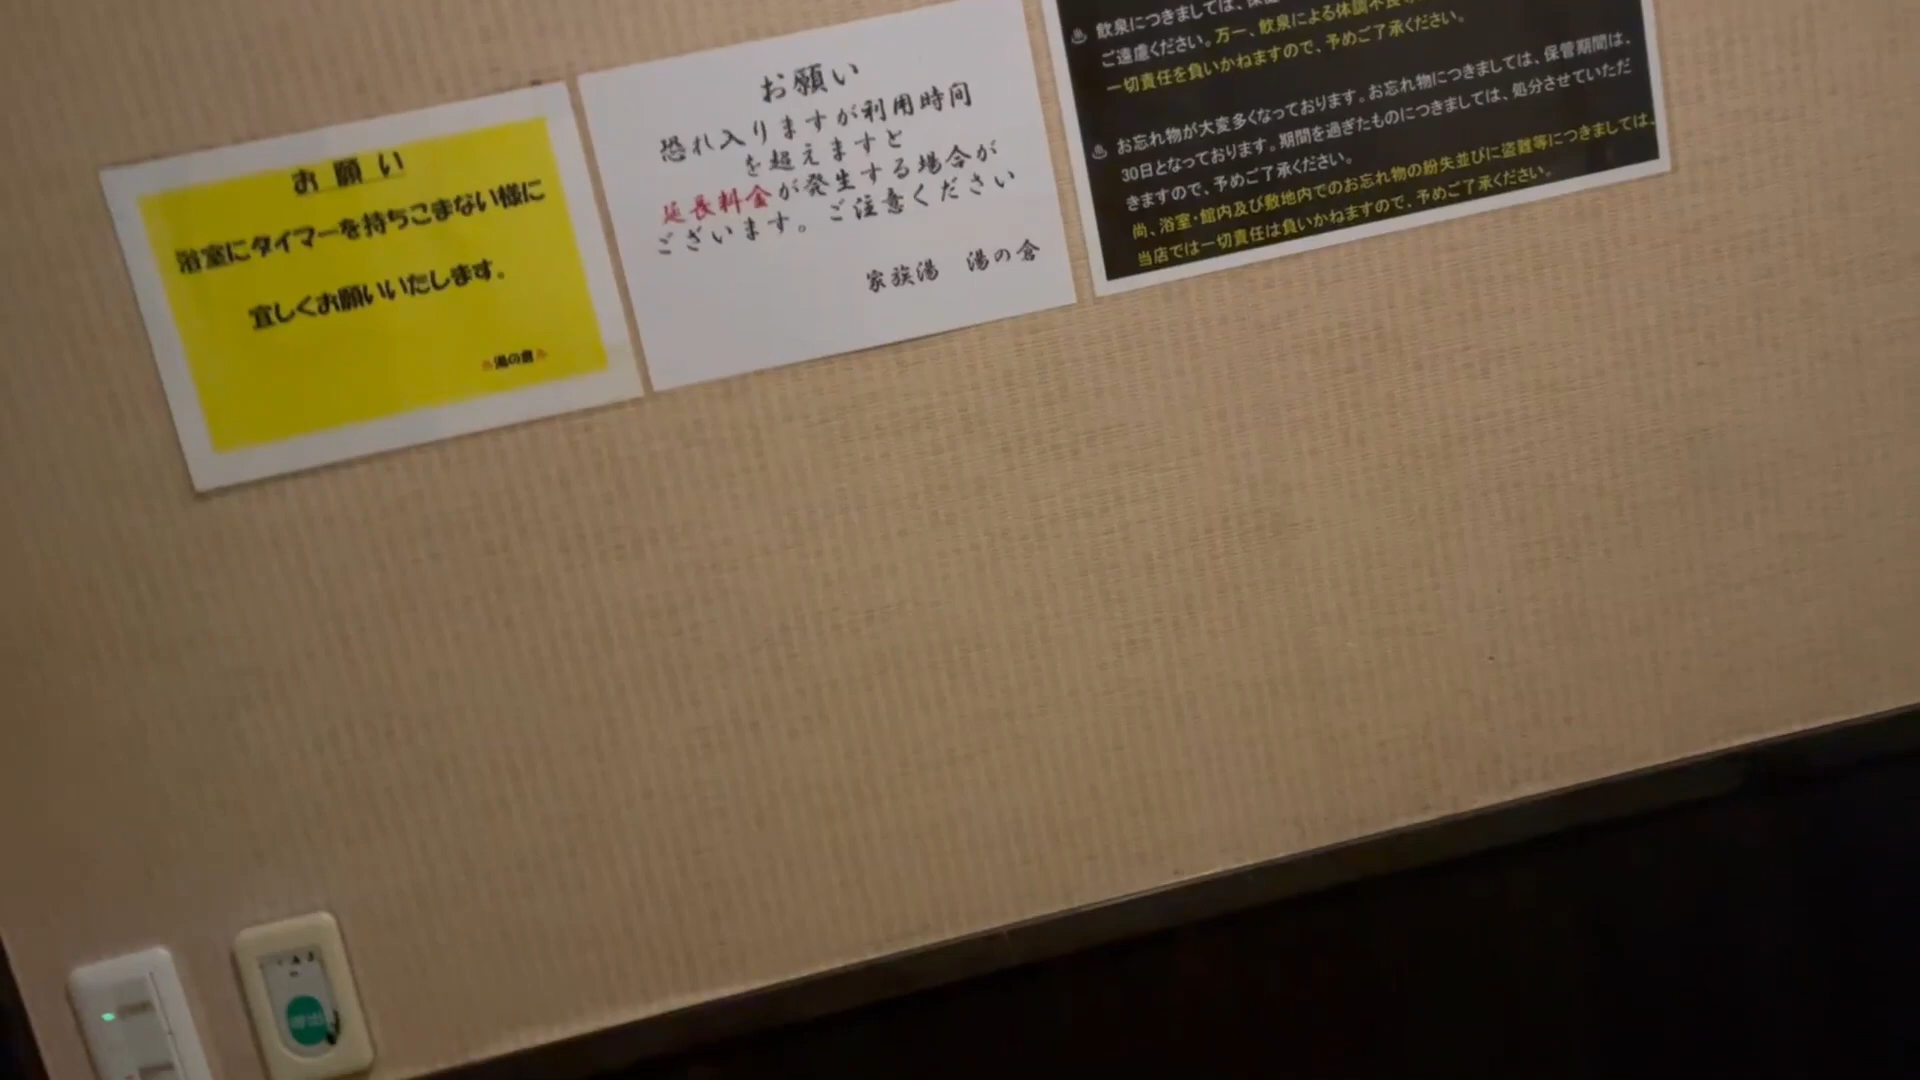 お願い
浴室にタイマーを持ちこまない様に
宜しくお願いいたします。
♨湯の倉♨
お願い
恐れ入りますが利用時間
を超えますと
延長料金が発生する場合が
ございます。ご注意ください
家族湯 湯の倉
♨ 飲泉につきましては、保
ご遠慮ください。万一、飲泉による体調不良
一切責任を負いかねますので、予めご了承ください。
♨ お忘れ物が大変多くなっております。お忘れ物につきましては、保管期間は、
30日となっております。期間を過ぎたものにつきましては、処分させていただ
きますので、予めご了承ください。
尚、浴室・館内及び敷地内でのお忘れ物の紛失並びに盗難等につきましては、
当店では一切責任は負いかねますので、予めご了承ください。
呼出